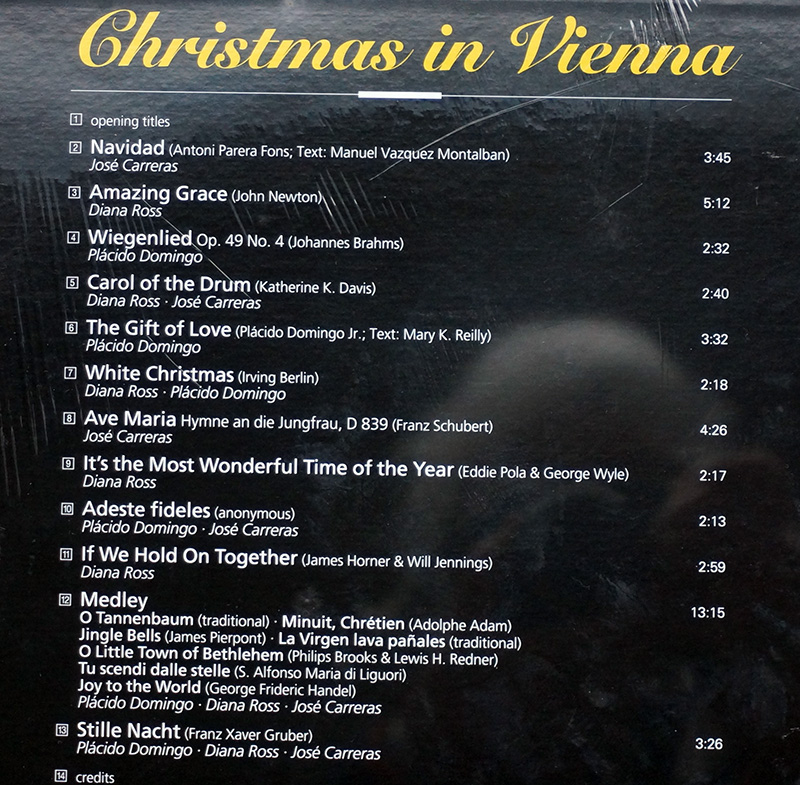 Christmas in Vienna
1 opening titles
2 Navidad (Antoni Parera Fons; Text: Manuel Vazquez Montalban) 3:45
José Carreras
3 Amazing Grace (John Newton) 5:12
Diana Ross
4 Wiegenlied Op. 49 No. 4 (Johannes Brahms) 2:32
Plácido Domingo
5 Carol of the Drum (Katherine K. Davis) 2:40
Diana Ross · José Carreras
6 The Gift of Love (Plácido Domingo Jr.; Text: Mary K. Reilly) 3:32
Plácido Domingo
7 White Christmas (Irving Berlin) 2:18
Diana Ross · Plácido Domingo
8 Ave Maria Hymne an die Jungfrau, D 839 (Franz Schubert) 4:26
José Carreras
9 It's the Most Wonderful Time of the Year (Eddie Pola & George Wyle) 2:17
Diana Ross
10 Adeste fideles (anonymous) 2:13
Plácido Domingo · José Carreras
11 If We Hold On Together (James Horner & Will Jennings) 2:59
Diana Ross
12 Medley 13:15
O Tannenbaum (traditional) · Minuit, Chrétien (Adolphe Adam)
Jingle Bells (James Pierpont) · La Virgen lava pañales (traditional)
O Little Town of Bethlehem (Philips Brooks & Lewis H. Redner)
Tu scendi dalle stelle (S. Alfonso Maria di Liguori)
Joy to the World (George Frideric Handel)
Plácido Domingo · Diana Ross · José Carreras
13 Stille Nacht (Franz Xaver Gruber) 3:26
Plácido Domingo · Diana Ross · José Carreras
14 credits